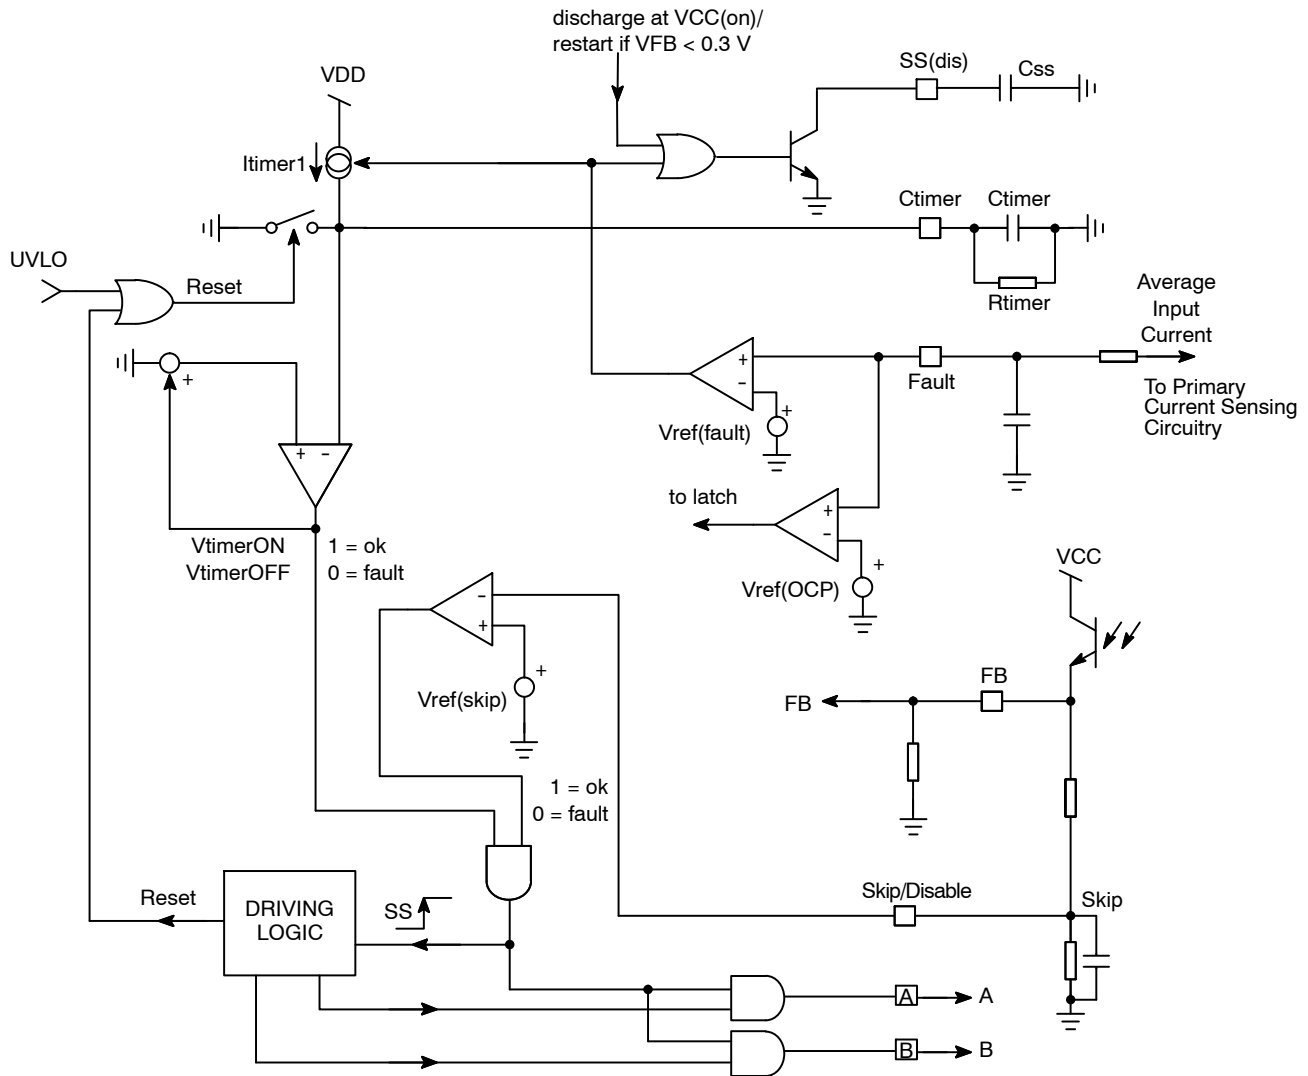 discharge at VCC(on)/
restart if VFB < 0.3 V
VDD
SS(dis)
Css
Itimer1
Ctimer
Ctimer
UVLO
Reset
Rtimer
Average
Input
Current
+
+
−
+
Fault
To Primary
Current Sensing
Circuitry
Vref(fault)
+ −
to latch
+
−
+
VtimerON
VtimerOFF
1 = ok
0 = fault
Vref(OCP)
VCC
−
+
+
Vref(skip)
FB
FB
1 = ok
0 = fault
Reset
DRIVING
LOGIC
SS
Skip/Disable
Skip
A
A
B
B